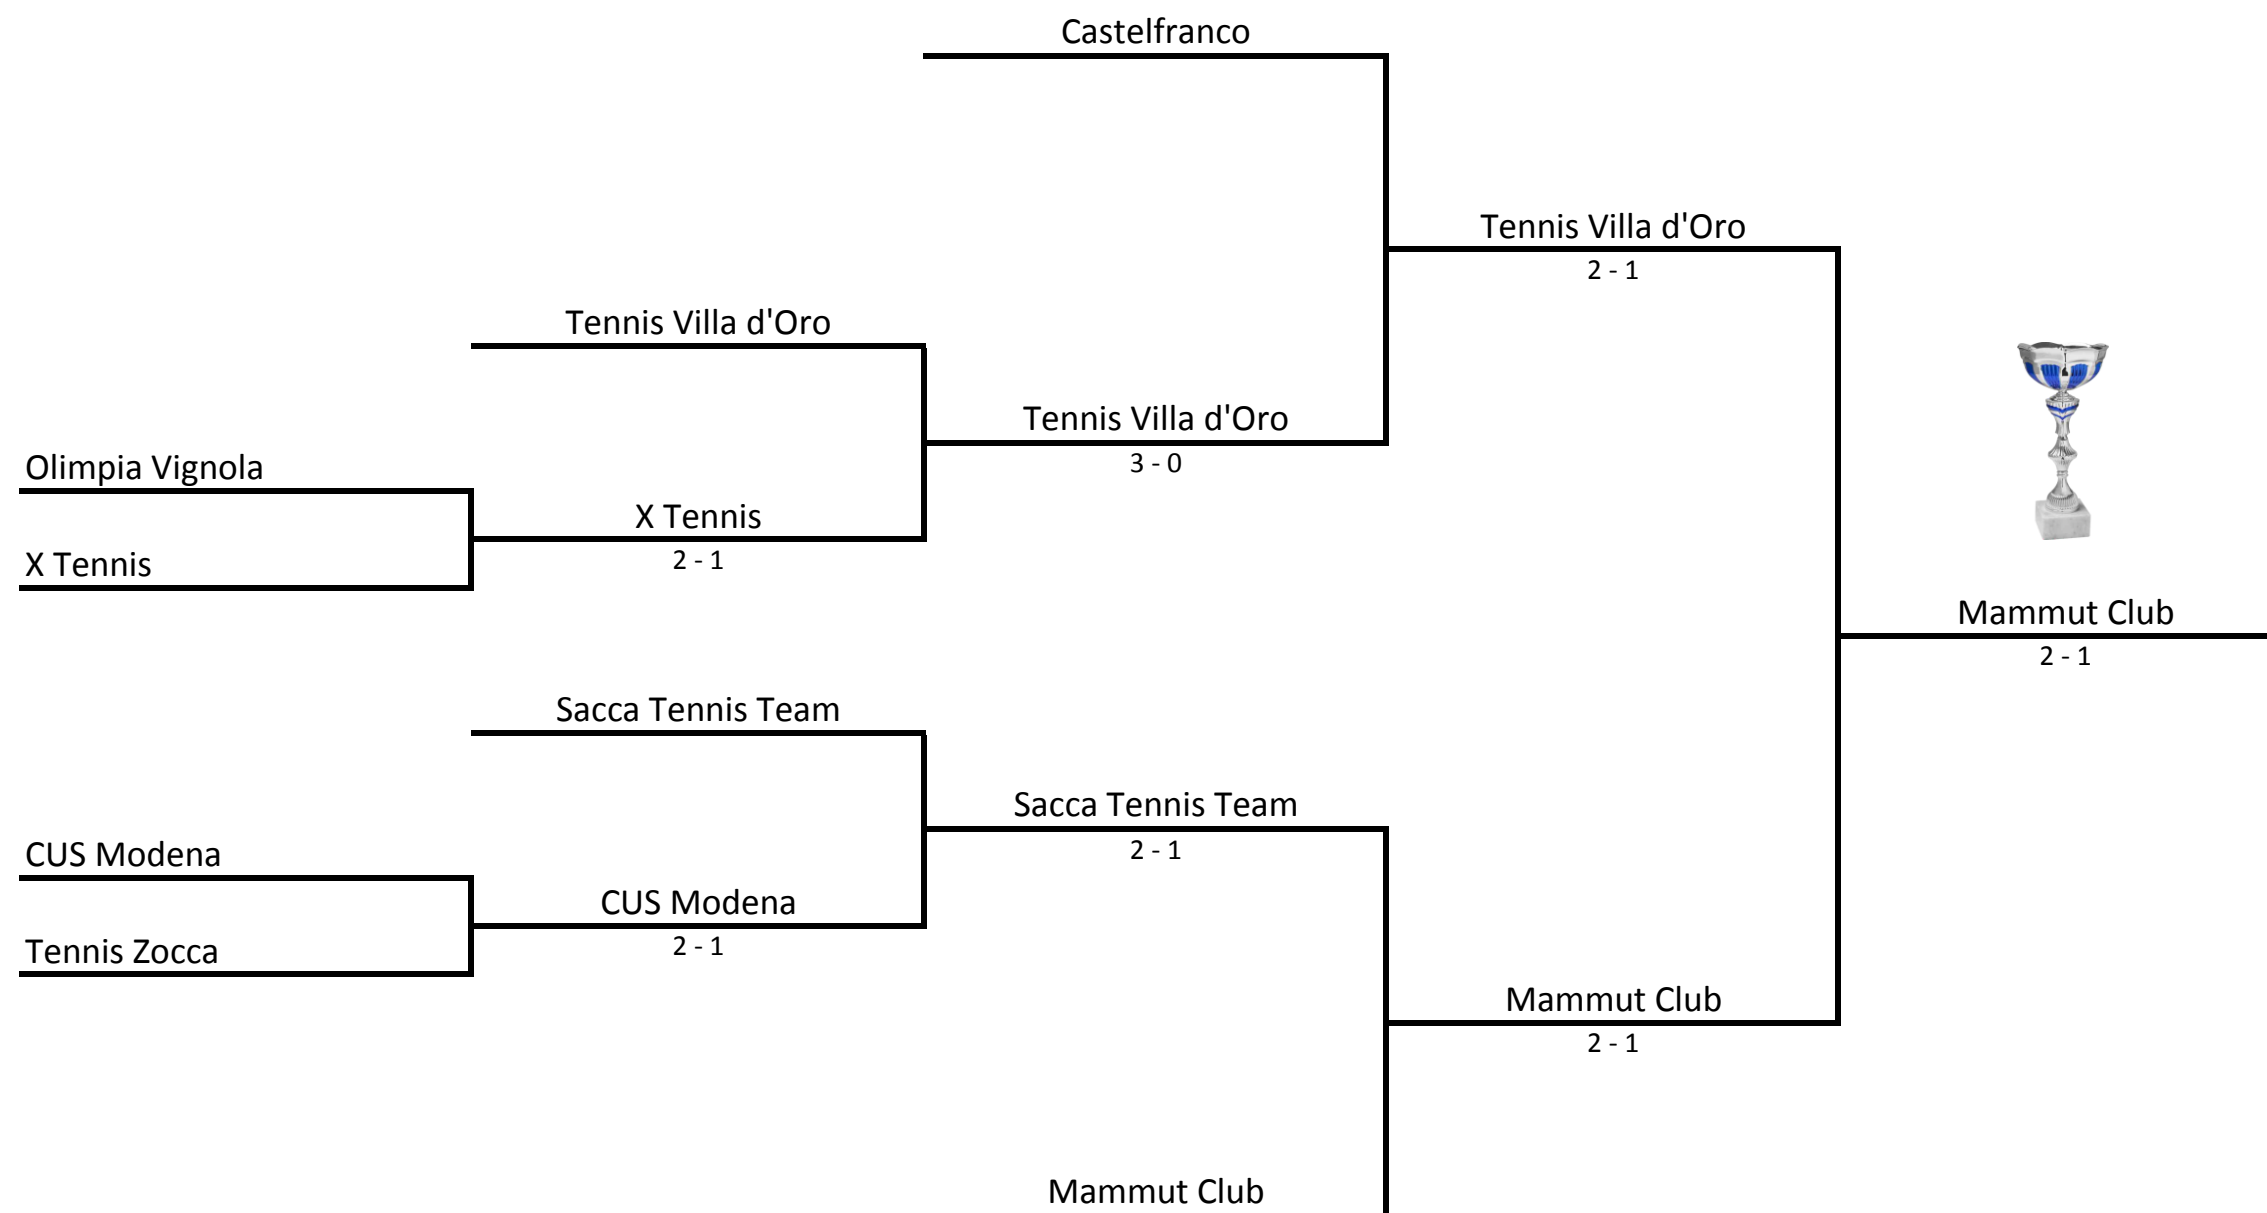 Castelfranco
Tennis Villa d'Oro
2 - 1
Tennis Villa d'Oro
Tennis Villa d'Oro
3 - 0
Olimpia Vignola
X Tennis
2 - 1
X Tennis
Mammut Club
2 - 1
Sacca Tennis Team
Sacca Tennis Team
2 - 1
CUS Modena
CUS Modena
2 - 1
Tennis Zocca
Mammut Club
2 - 1
Mammut Club